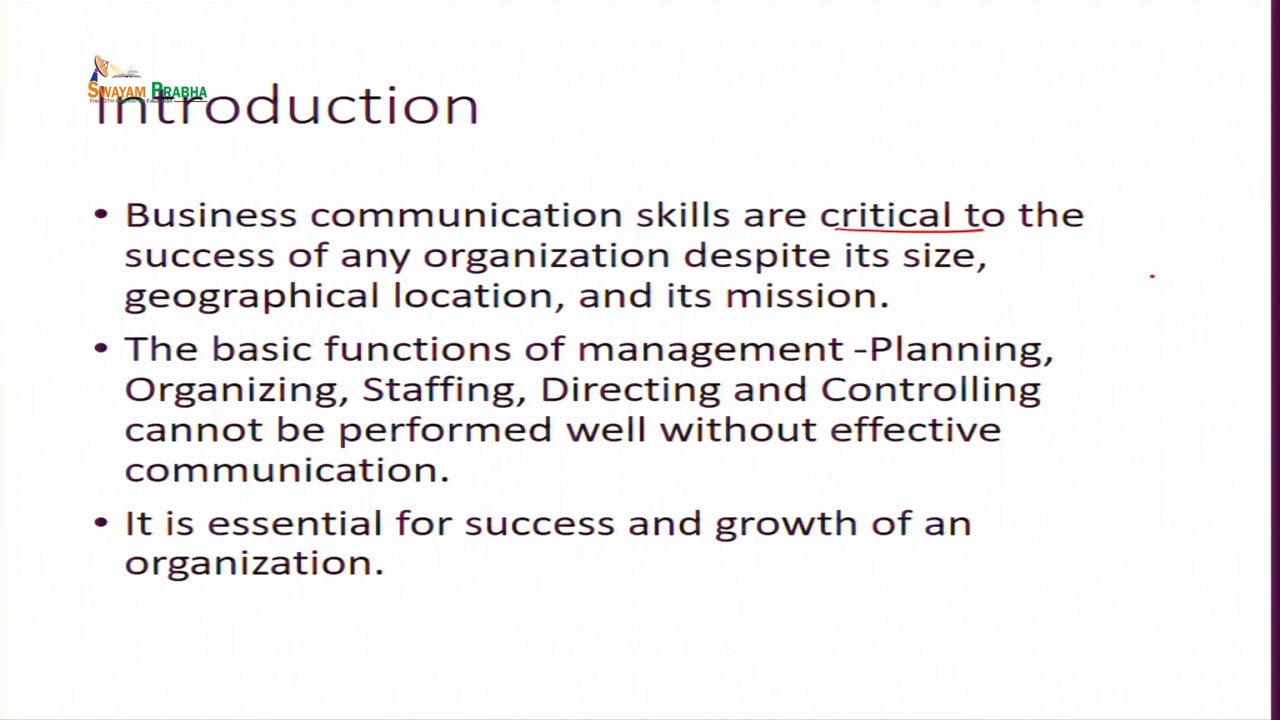 SWAYAM PRABHA
Introduction
• Business communication skills are critical to the
success of any organization despite its size,
geographical location, and its mission.
• The basic functions of management -Planning,
Organizing, Staffing, Directing and Controlling
cannot be performed well without effective
communication.
• It is essential for success and growth of an
organization.